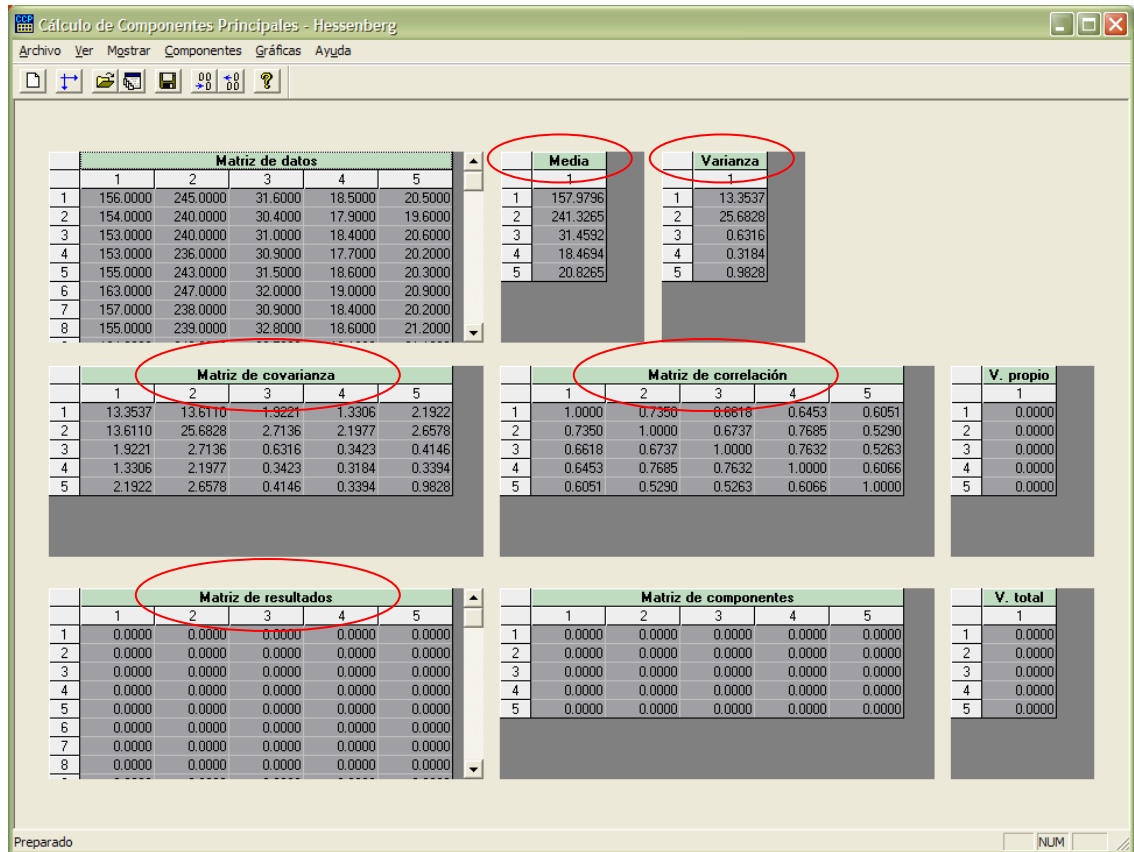 Cálculo de Componentes Principales - Hessenberg
Archivo Ver Mostrar Componentes Gráficas Ayuda
Matriz de datos
1 2 3 4 5
1 156.0000 245.0000 31.6000 18.5000 20.5000
2 154.0000 240.0000 30.4000 17.9000 19.6000
3 153.0000 240.0000 31.0000 18.4000 20.6000
4 153.0000 236.0000 30.9000 17.7000 20.2000
5 155.0000 243.0000 31.5000 18.6000 20.3000
6 163.0000 247.0000 32.0000 19.0000 20.9000
7 157.0000 238.0000 30.9000 18.4000 20.2000
8 155.0000 239.0000 32.8000 18.6000 21.2000
Media
1
1 157.9796
2 241.3265
3 31.4592
4 18.4694
5 20.8265
Varianza
1
1 13.3537
2 25.6828
3 0.6316
4 0.3184
5 0.9828
Matriz de covarianza
1 2 3 4 5
1 13.3537 13.6110 1.9221 1.3306 2.1922
2 13.6110 25.6828 2.7136 2.1977 2.6578
3 1.9221 2.7136 0.6316 0.3423 0.4146
4 1.3306 2.1977 0.3423 0.3184 0.3394
5 2.1922 2.6578 0.4146 0.3394 0.9828
Matriz de correlación
1 2 3 4 5
1 1.0000 0.7350 0.6618 0.6453 0.6051
2 0.7350 1.0000 0.6737 0.7685 0.5290
3 0.6618 0.6737 1.0000 0.7632 0.5263
4 0.6453 0.7685 0.7632 1.0000 0.6066
5 0.6051 0.5290 0.5263 0.6066 1.0000
V. propio
1
1 0.0000
2 0.0000
3 0.0000
4 0.0000
5 0.0000
Matriz de resultados
1 2 3 4 5
1 0.0000 0.0000 0.0000 0.0000 0.0000
2 0.0000 0.0000 0.0000 0.0000 0.0000
3 0.0000 0.0000 0.0000 0.0000 0.0000
4 0.0000 0.0000 0.0000 0.0000 0.0000
5 0.0000 0.0000 0.0000 0.0000 0.0000
6 0.0000 0.0000 0.0000 0.0000 0.0000
7 0.0000 0.0000 0.0000 0.0000 0.0000
8 0.0000 0.0000 0.0000 0.0000 0.0000
Matriz de componentes
1 2 3 4 5
1 0.0000 0.0000 0.0000 0.0000 0.0000
2 0.0000 0.0000 0.0000 0.0000 0.0000
3 0.0000 0.0000 0.0000 0.0000 0.0000
4 0.0000 0.0000 0.0000 0.0000 0.0000
5 0.0000 0.0000 0.0000 0.0000 0.0000
V. total
1
1 0.0000
2 0.0000
3 0.0000
4 0.0000
5 0.0000
Preparado
NUM